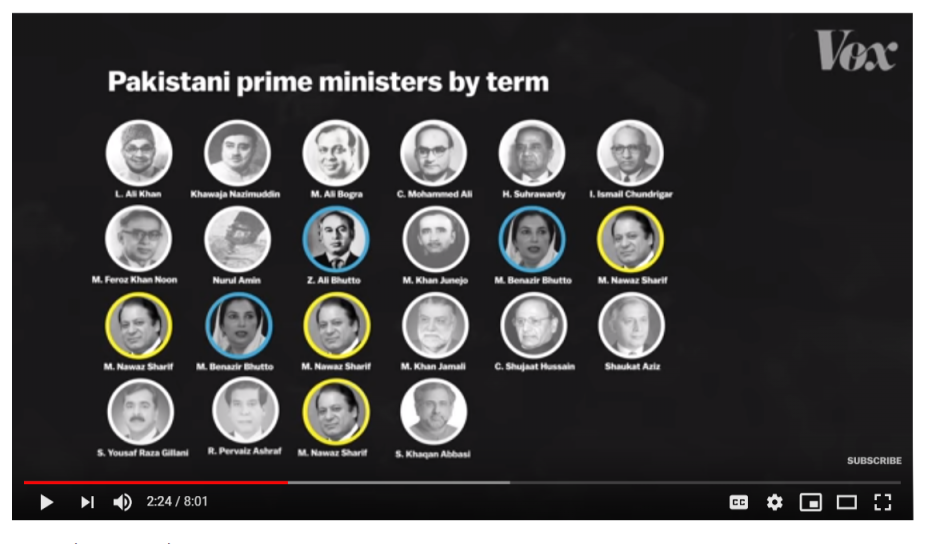 Vox
Pakistani prime ministers by term
L. Ali Khan Khawaja Nazimuddin M. Ali Bogra C. Mohammed Ali H. Suhrawardy I. Ismail Chundrigar
M. Feroz Khan Noon Nurul Amin Z. Ali Bhutto M. Khan Junejo M. Benazir Bhutto M. Nawaz Sharif
M. Nawaz Sharif M. Benazir Bhutto M. Nawaz Sharif M. Khan Jamali C. Shujaat Hussain Shaukat Aziz
S. Yousaf Raza Gillani R. Pervaiz Ashraf M. Nawaz Sharif S. Khaqan Abbasi
SUBSCRIBE
2:24 / 8:01 CC